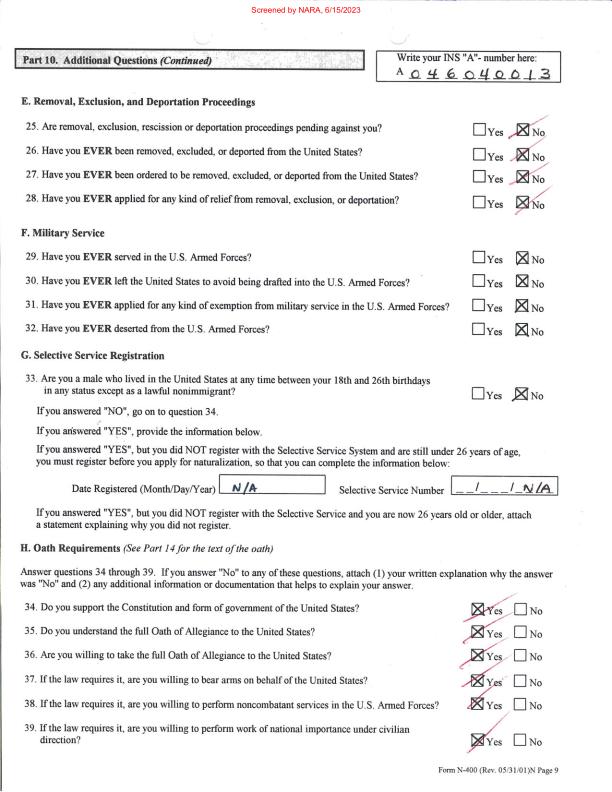 Screened by NARA, 6/15/2023
Part 10. Additional Questions (Continued)
Write your INS "A"- number here:
A 046040013
E. Removal, Exclusion, and Deportation Proceedings
25. Are removal, exclusion, rescission or deportation proceedings pending against you? Yes No
26. Have you EVER been removed, excluded, or deported from the United States? Yes No
27. Have you EVER been ordered to be removed, excluded, or deported from the United States? Yes No
28. Have you EVER applied for any kind of relief from removal, exclusion, or deportation? Yes No
F. Military Service
29. Have you EVER served in the U.S. Armed Forces? Yes No
30. Have you EVER left the United States to avoid being drafted into the U.S. Armed Forces? Yes No
31. Have you EVER applied for any kind of exemption from military service in the U.S. Armed Forces? Yes No
32. Have you EVER deserted from the U.S. Armed Forces? Yes No
G. Selective Service Registration
33. Are you a male who lived in the United States at any time between your 18th and 26th birthdays
in any status except as a lawful nonimmigrant? Yes No
If you answered "NO", go on to question 34.
If you answered "YES", provide the information below.
If you answered "YES", but you did NOT register with the Selective Service System and are still under 26 years of age,
you must register before you apply for naturalization, so that you can complete the information below:
Date Registered (Month/Day/Year) N/A Selective Service Number _ _/_ _ _/_ N/A
If you answered "YES", but you did NOT register with the Selective Service and you are now 26 years old or older, attach
a statement explaining why you did not register.
H. Oath Requirements (See Part 14 for the text of the oath)
Answer questions 34 through 39. If you answer "No" to any of these questions, attach (1) your written explanation why the answer
was "No" and (2) any additional information or documentation that helps to explain your answer.
34. Do you support the Constitution and form of government of the United States? Yes No
35. Do you understand the full Oath of Allegiance to the United States? Yes No
36. Are you willing to take the full Oath of Allegiance to the United States? Yes No
37. If the law requires it, are you willing to bear arms on behalf of the United States? Yes No
38. If the law requires it, are you willing to perform noncombatant services in the U.S. Armed Forces? Yes No
39. If the law requires it, are you willing to perform work of national importance under civilian
direction? Yes No
Form N-400 (Rev. 05/31/01)N Page 9